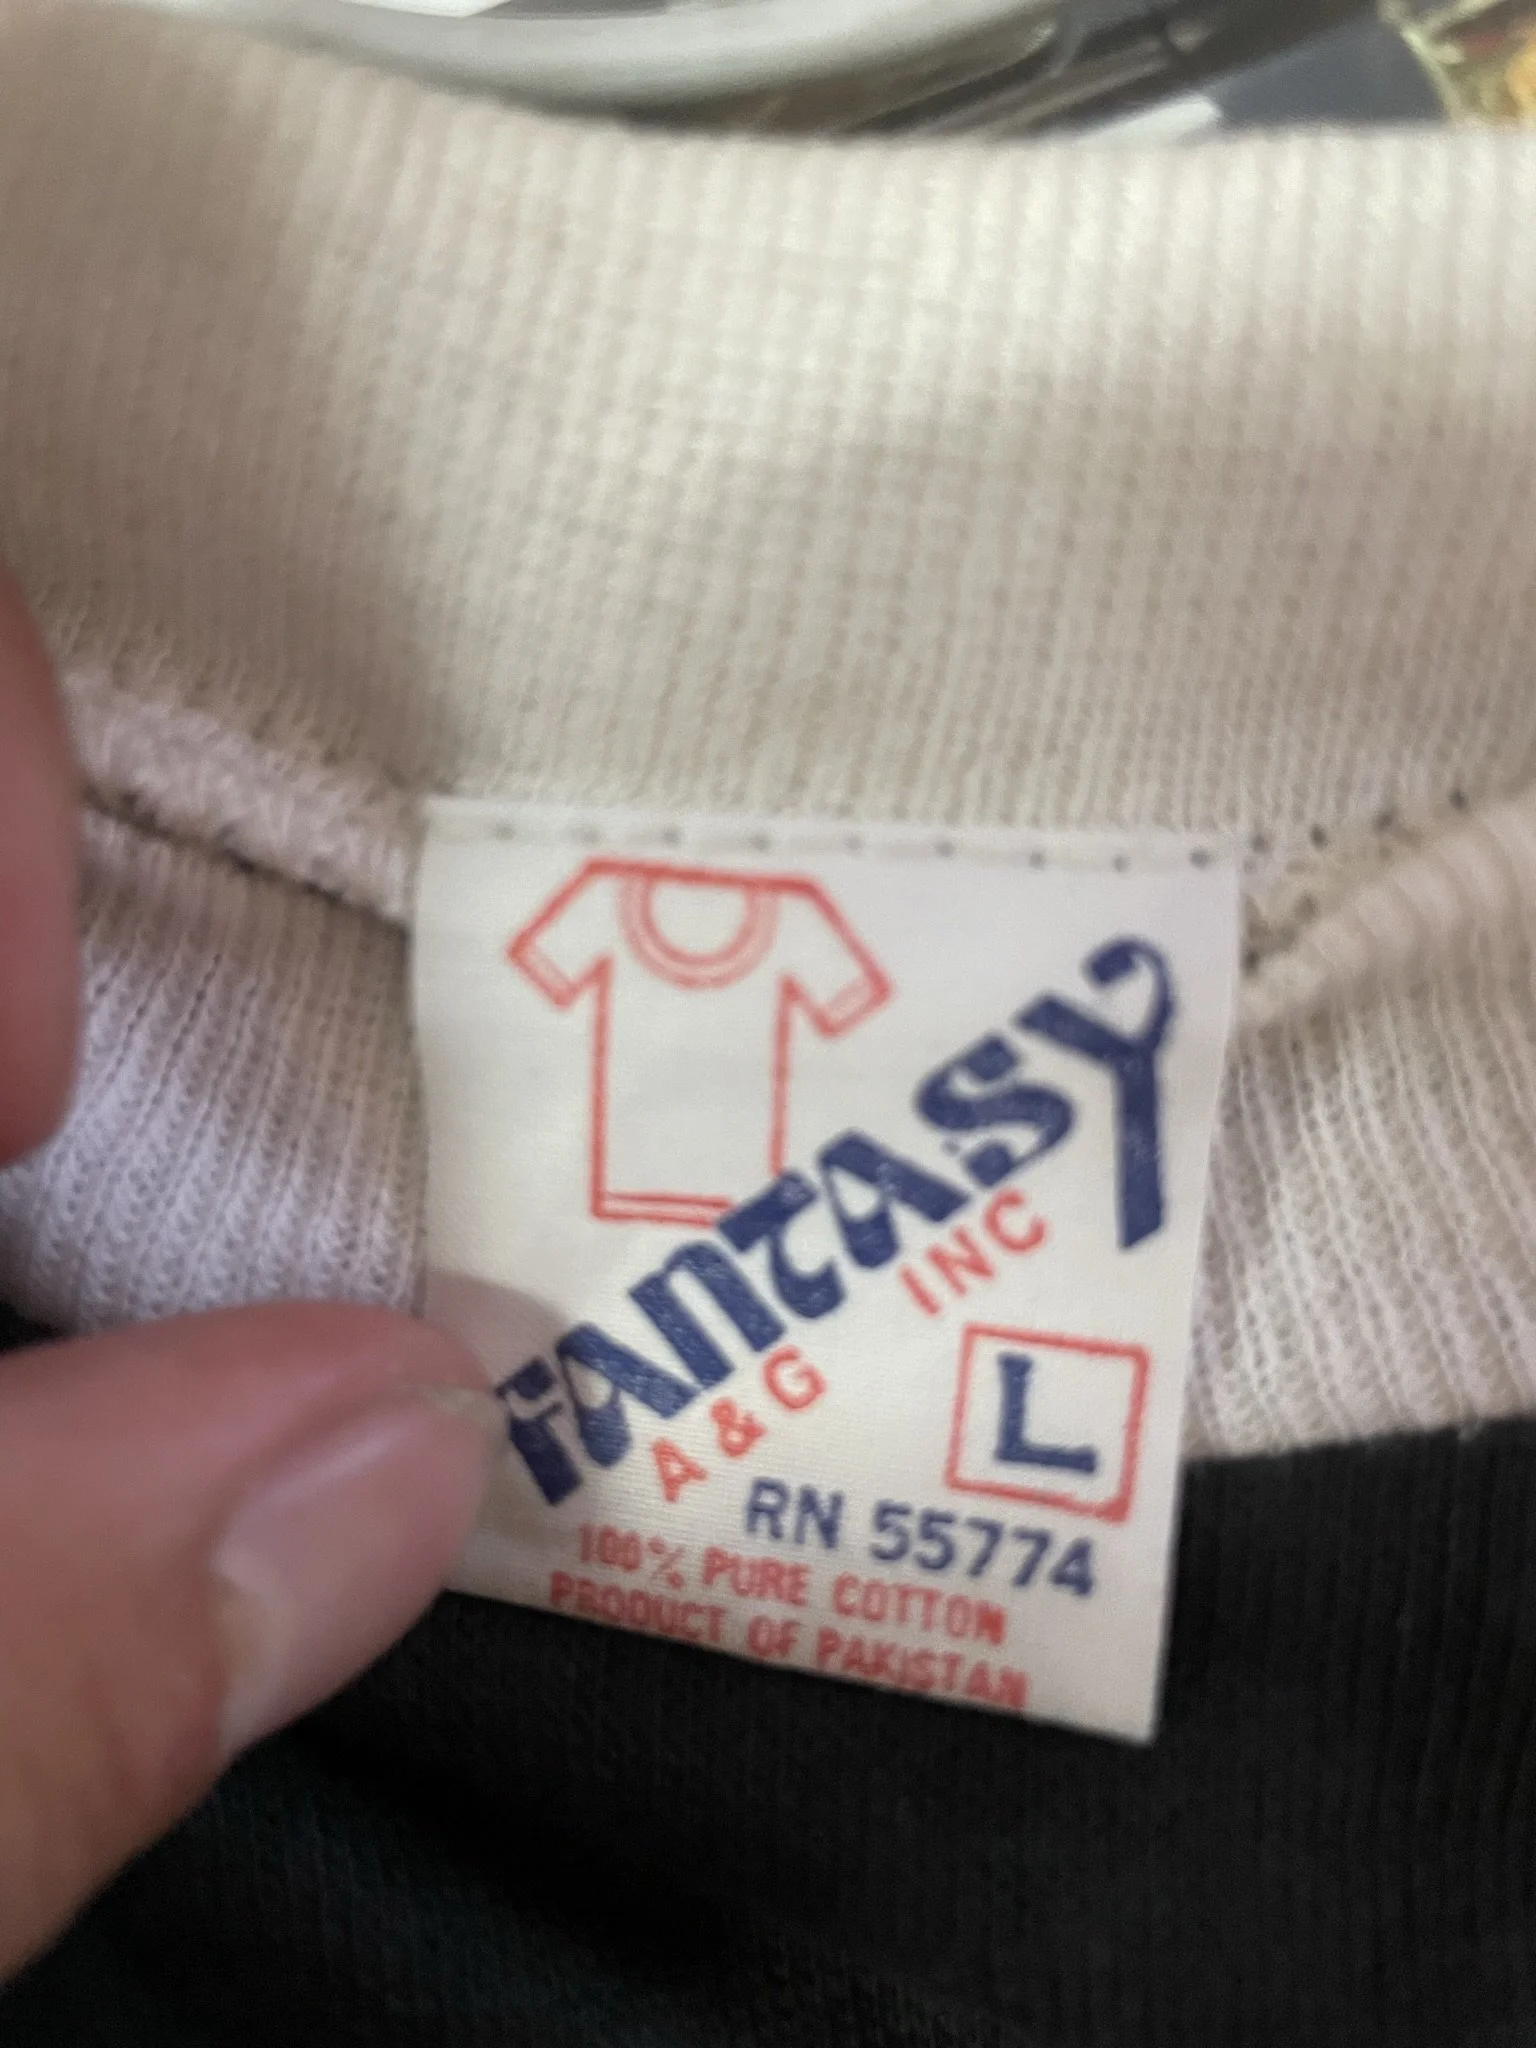 FANTASY
A & G INC
L
RN 55774
100% PURE COTTON
PRODUCT OF PAKISTAN